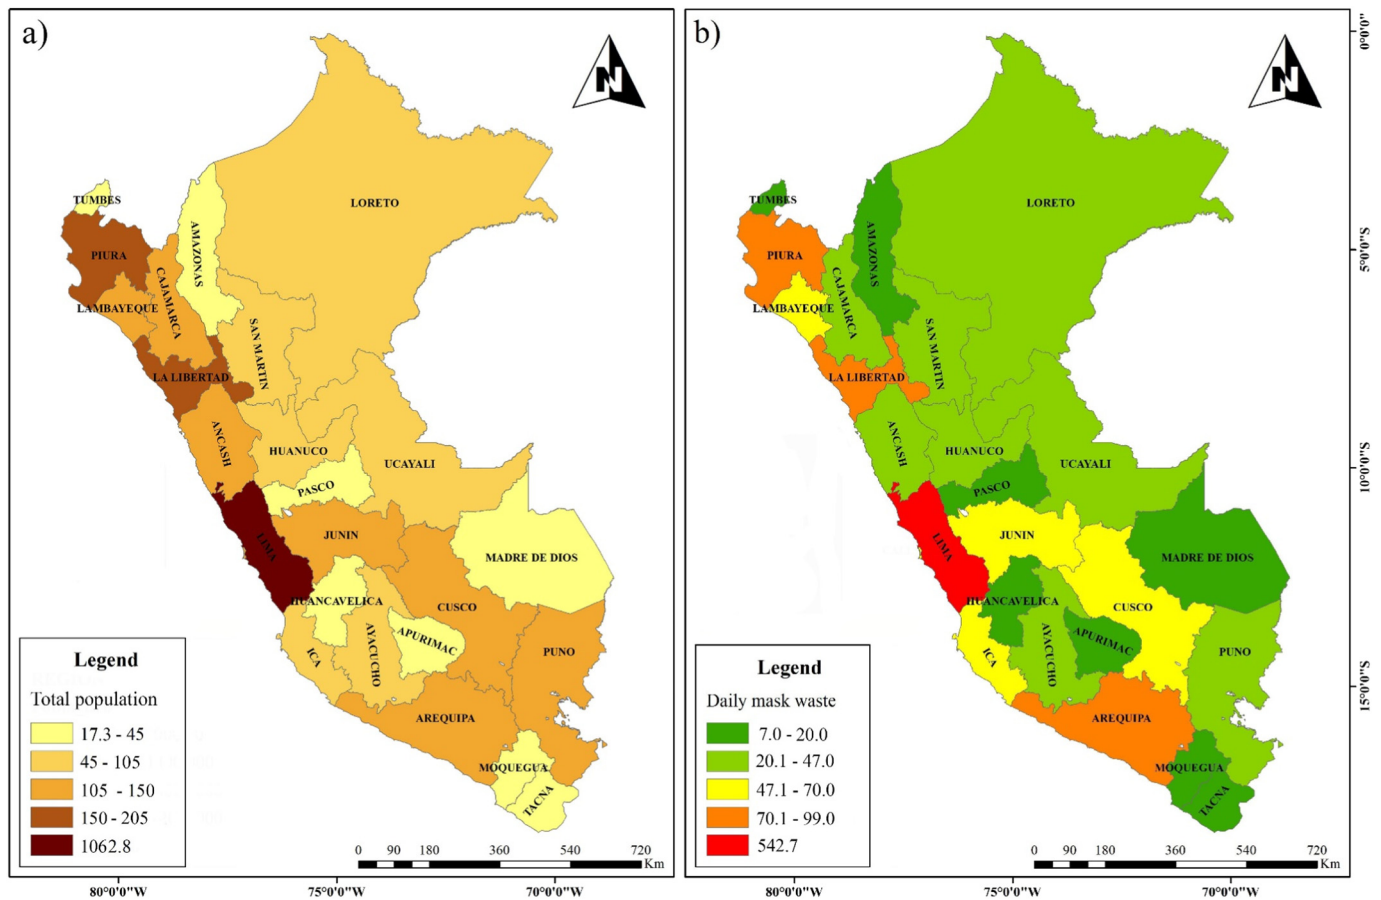 a)
N
LORETO
TUMBES
AMAZONAS
PIURA
CAJAMARCA
LAMBAYEQUE
SAN MARTIN
LA LIBERTAD
ANCASH
HUANUCO
UCAYALI
PASCO
LIMA
JUNIN
MADRE DE DIOS
HUANCAVELICA
CUSCO
APURIMAC
AYACUCHO
ICA
PUNO
AREQUIPA
MOQUEGUA
TACNA
Legend
Total population
17.3 - 45
45 - 105
105 - 150
150 - 205
1062.8
0 90 180 360 540 720
Km
80°0'0"W 75°0'0"W 70°0'0"W
b)
N
LORETO
TUMBES
AMAZONAS
PIURA
CAJAMARCA
LAMBAYEQUE
SAN MARTIN
LA LIBERTAD
ANCASH
HUANUCO
UCAYALI
PASCO
LIMA
JUNIN
MADRE DE DIOS
HUANCAVELICA
CUSCO
APURIMAC
AYACUCHO
ICA
PUNO
AREQUIPA
MOQUEGUA
TACNA
Legend
Daily mask waste
7.0 - 20.0
20.1 - 47.0
47.1 - 70.0
70.1 - 99.0
542.7
0 90 180 360 540 720
Km
80°0'0"W 75°0'0"W 70°0'0"W
0°0'0"
5°0'0"S
10°0'0"S
15°0'0"S